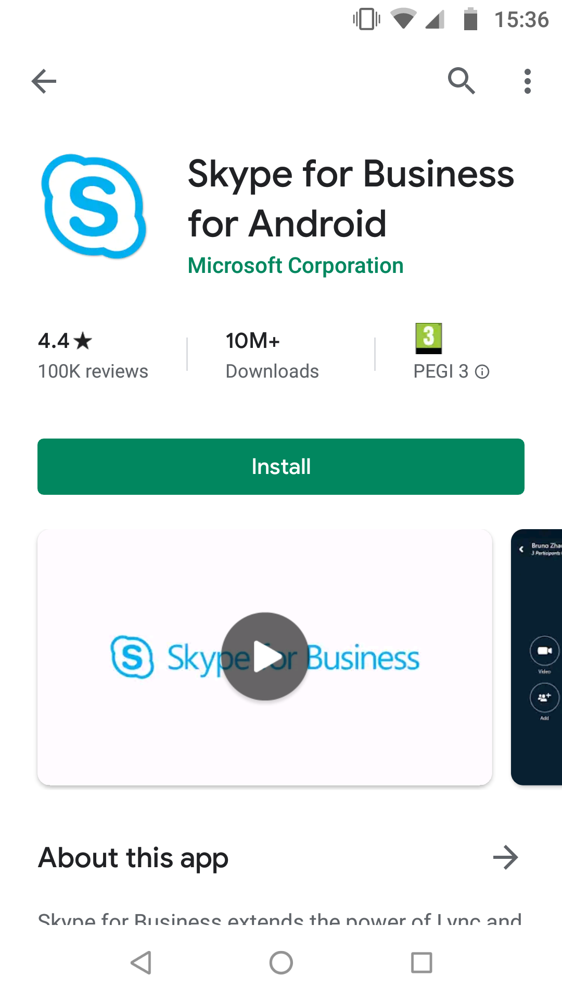 15:36
Skype for Business
for Android
Microsoft Corporation
4.4★
100K reviews
10M+
Downloads
3
PEGI 3
Install
Skype for Business
Bruno Zha
3 Participants
Video
Add
About this app
Skype for Business extends the power of Lync and